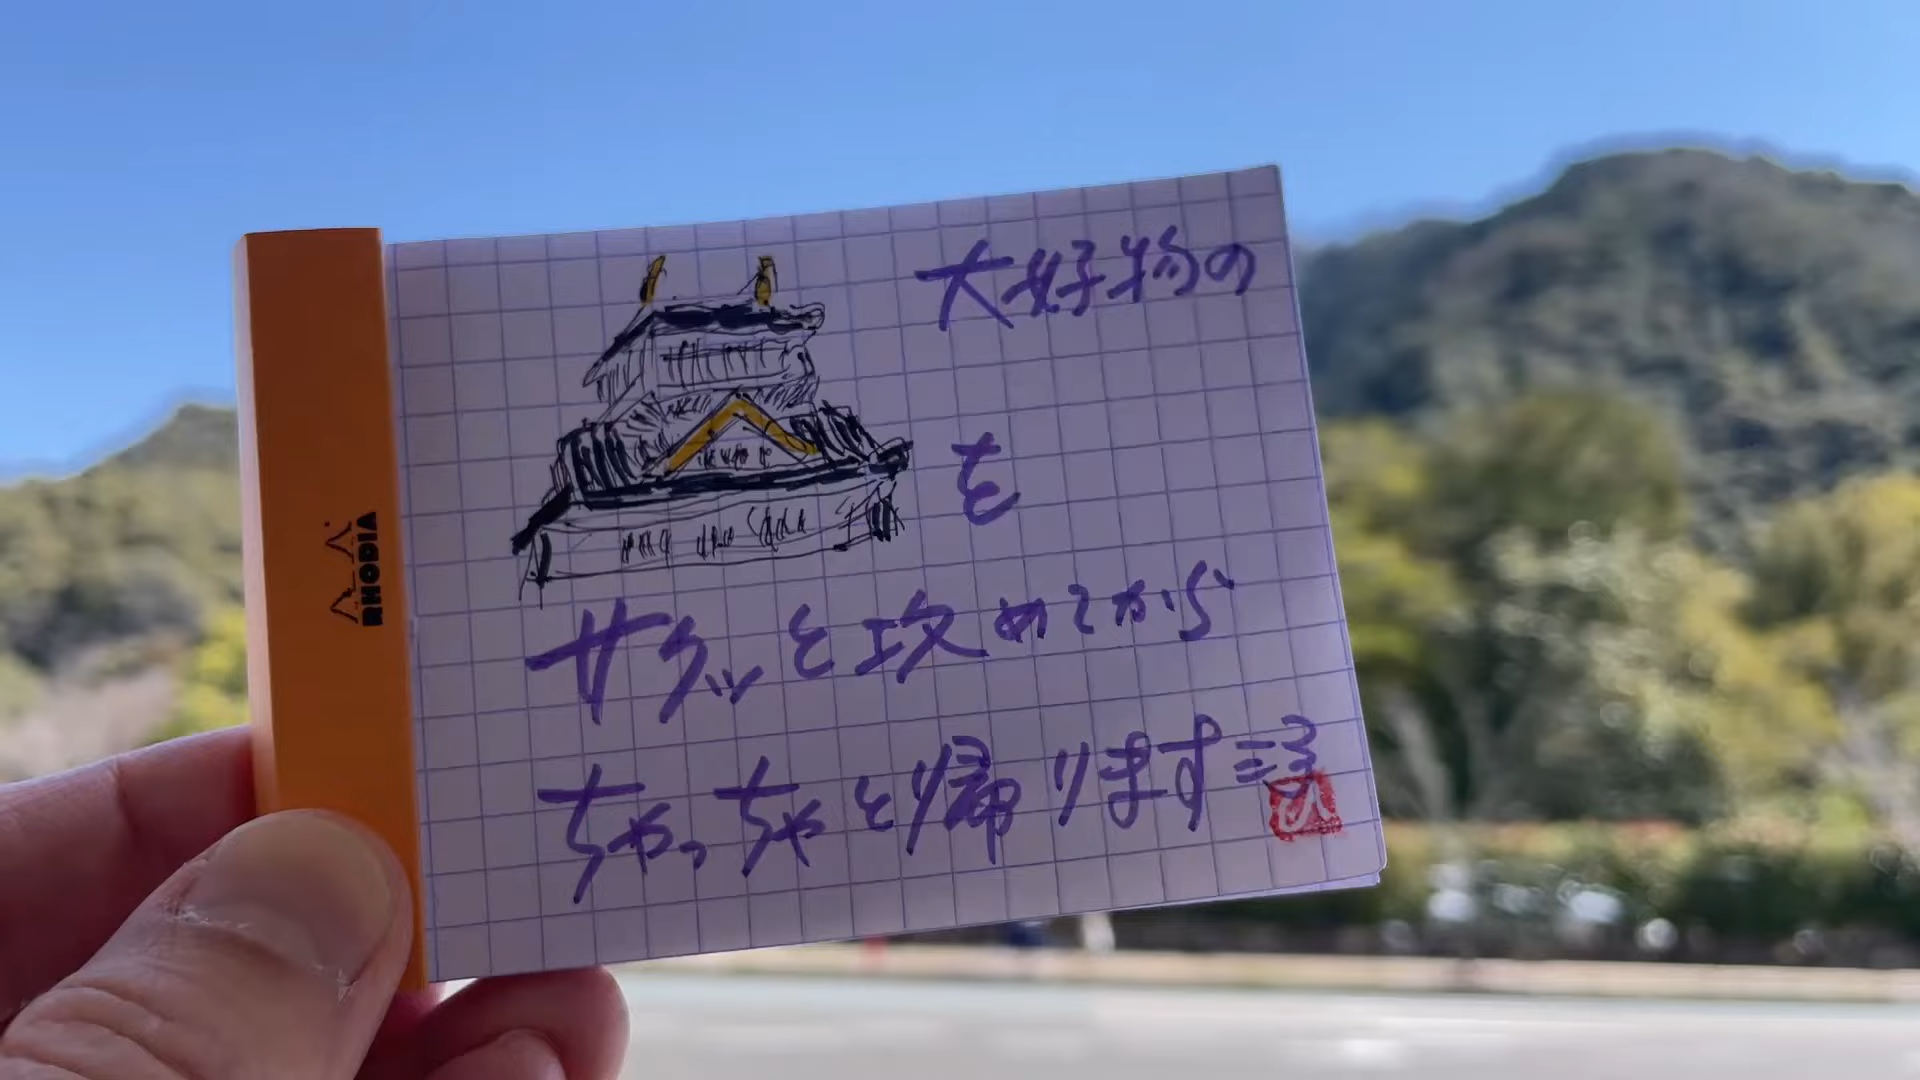 大好物の
を
サクッと攻めてから
ちゃっちゃと帰ります
RHODIA